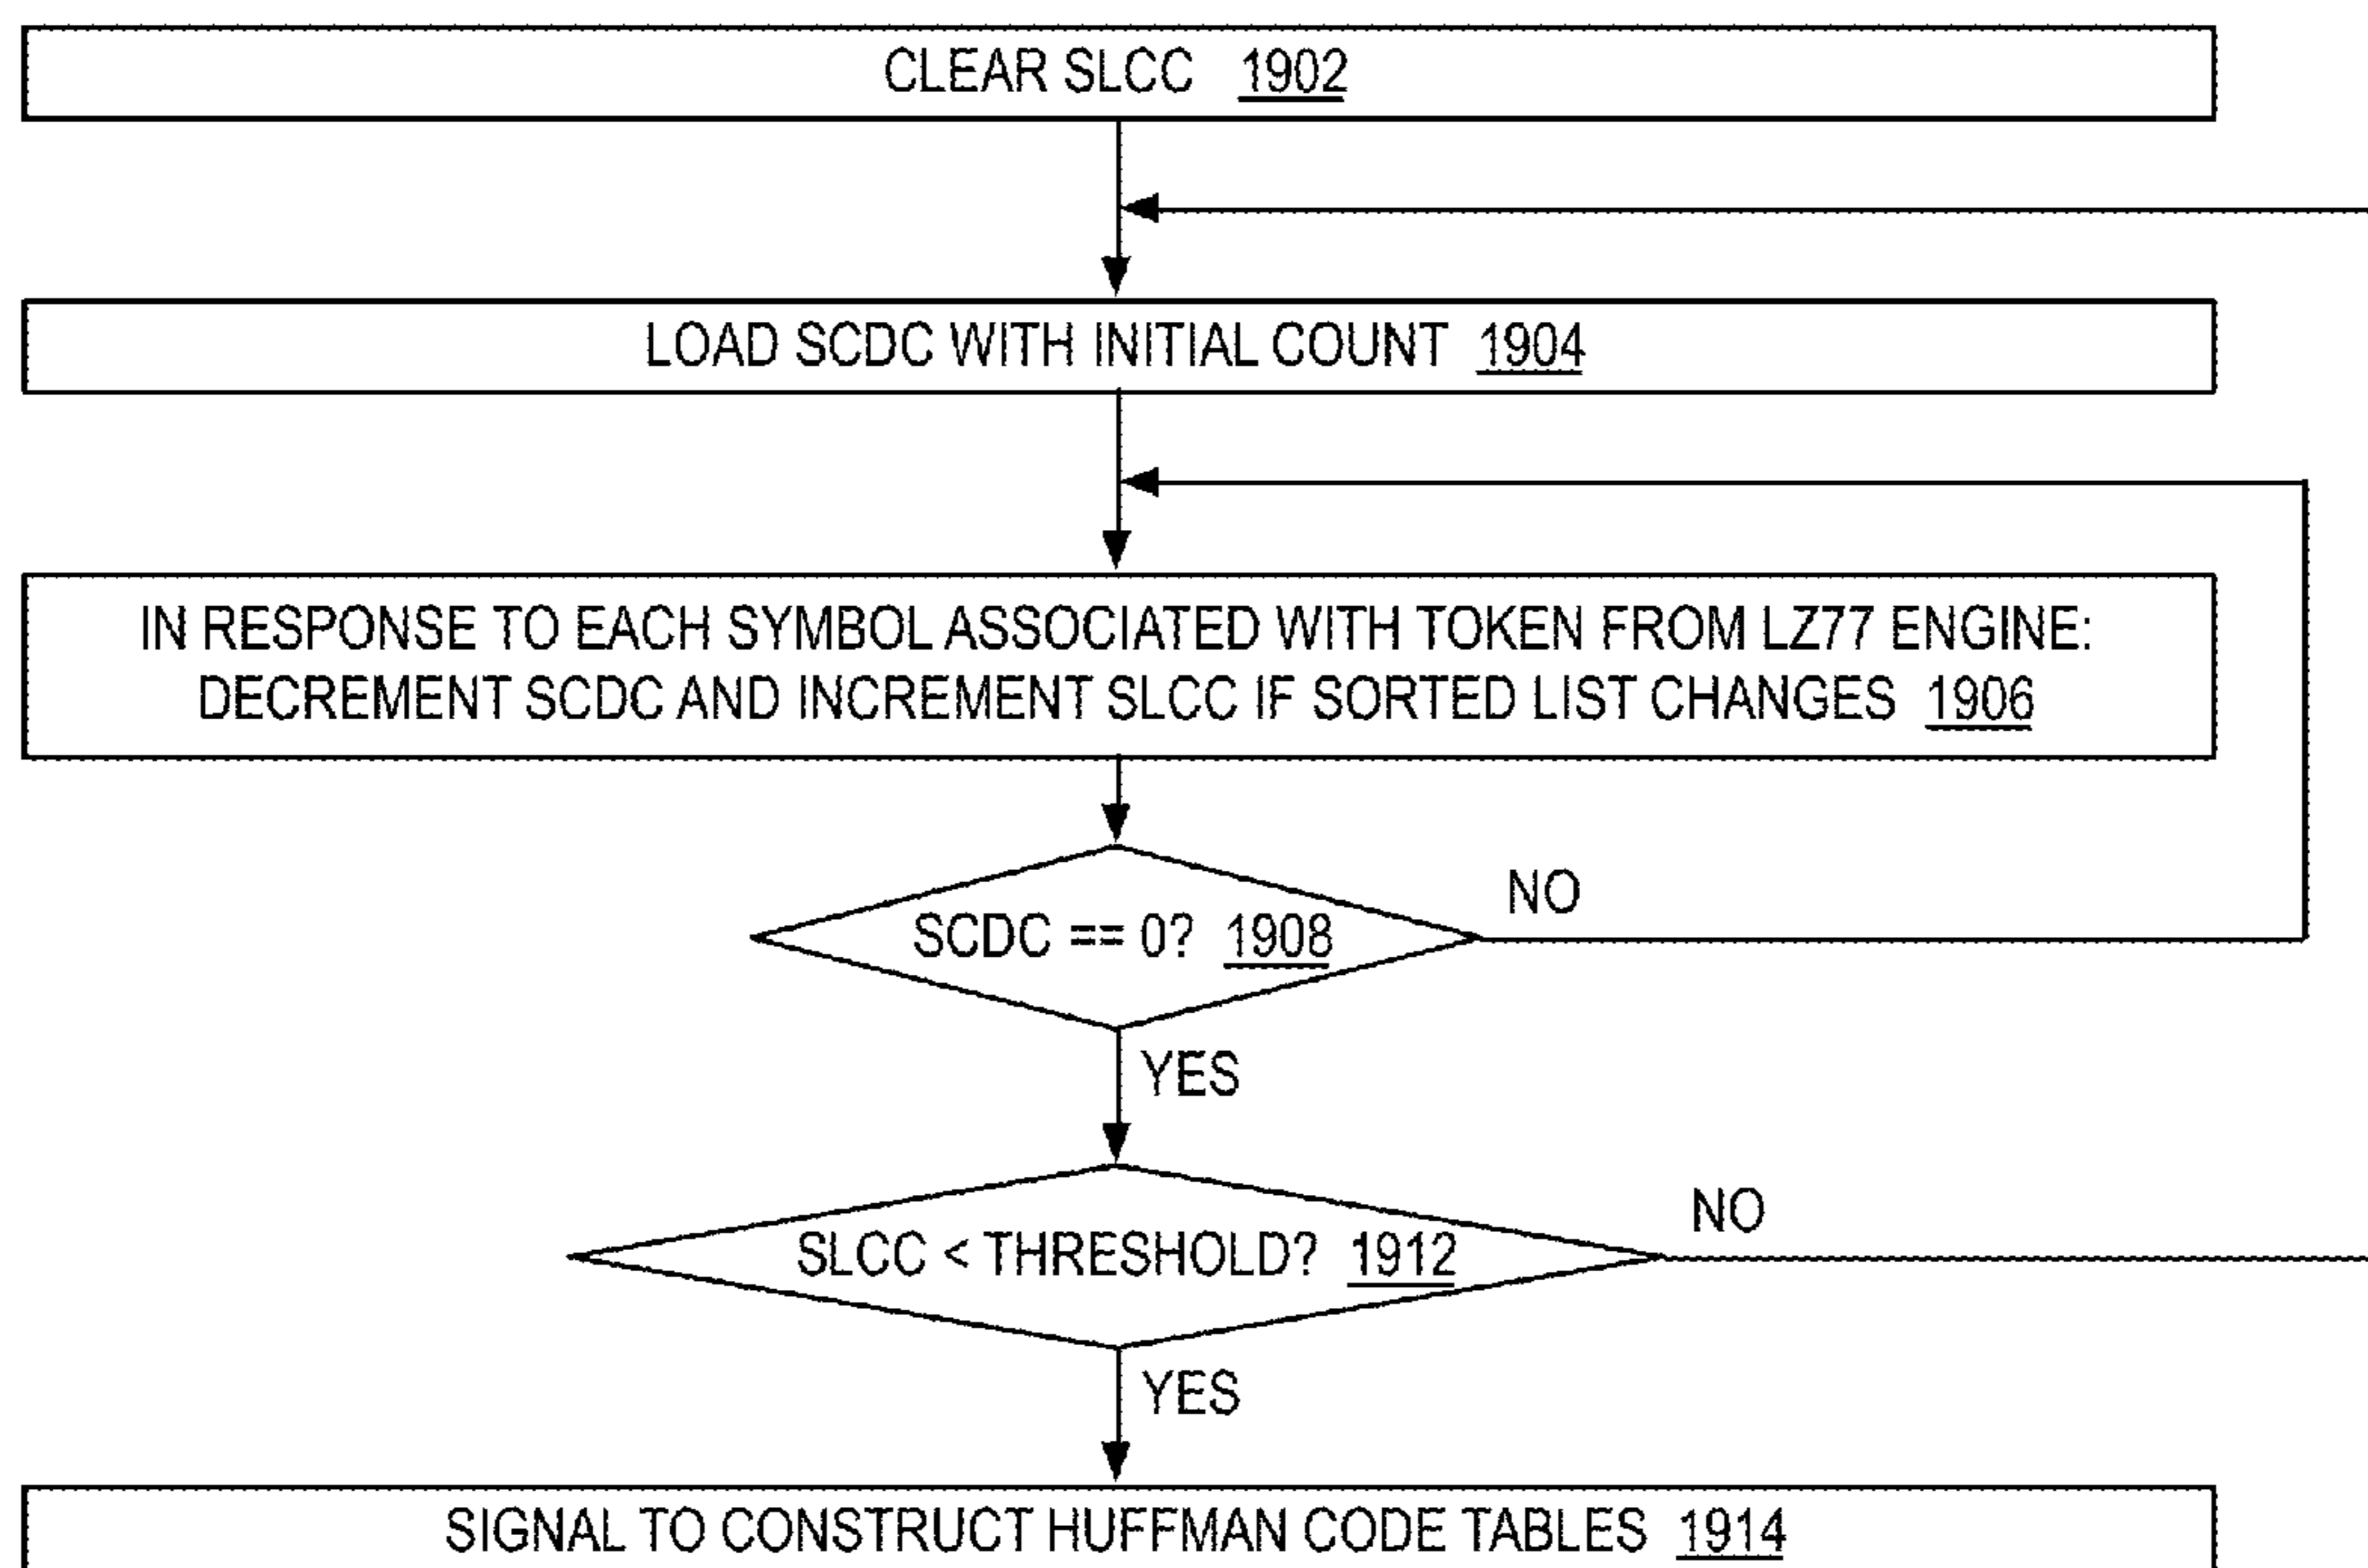 CLEAR SLCC 1902
LOAD SCDC WITH INITIAL COUNT 1904
IN RESPONSE TO EACH SYMBOL ASSOCIATED WITH TOKEN FROM LZ77 ENGINE:
DECREMENT SCDC AND INCREMENT SLCC IF SORTED LIST CHANGES 1906
NO
SCDC == 0? 1908
YES
NO
SLCC < THRESHOLD? 1912
YES
SIGNAL TO CONSTRUCT HUFFMAN CODE TABLES 1914